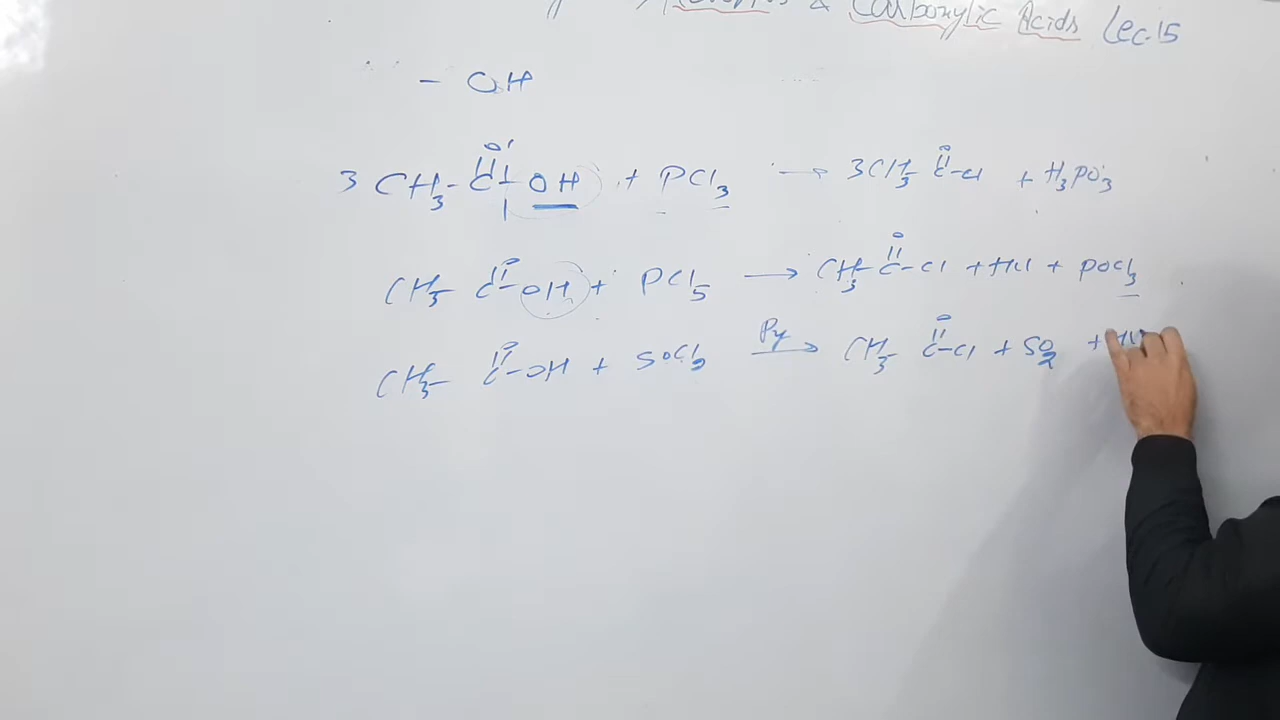 & Carboxylic Acids Lec.15
- OH
3 CH3-C(=O)-OH + PCl3 → 3CH3-C(=O)-Cl + H3PO3
CH3-C(=O)-OH + PCl5 → CH3-C(=O)-Cl + HCl + POCl3
CH3-C(=O)-OH + SOCl2 Py → CH3-C(=O)-Cl + SO2 +